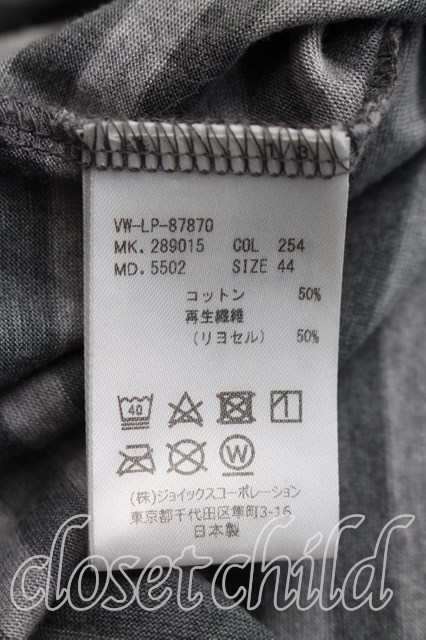 VW-LP-87870
MK. 289015 COL 254
MD. 5502 SIZE 44
コットン 50%
再生繊維
(リヨセル) 50%
40
W
(株)ジョイックスコーポレーション
東京都千代田区隼町3-16
日本製
closet child